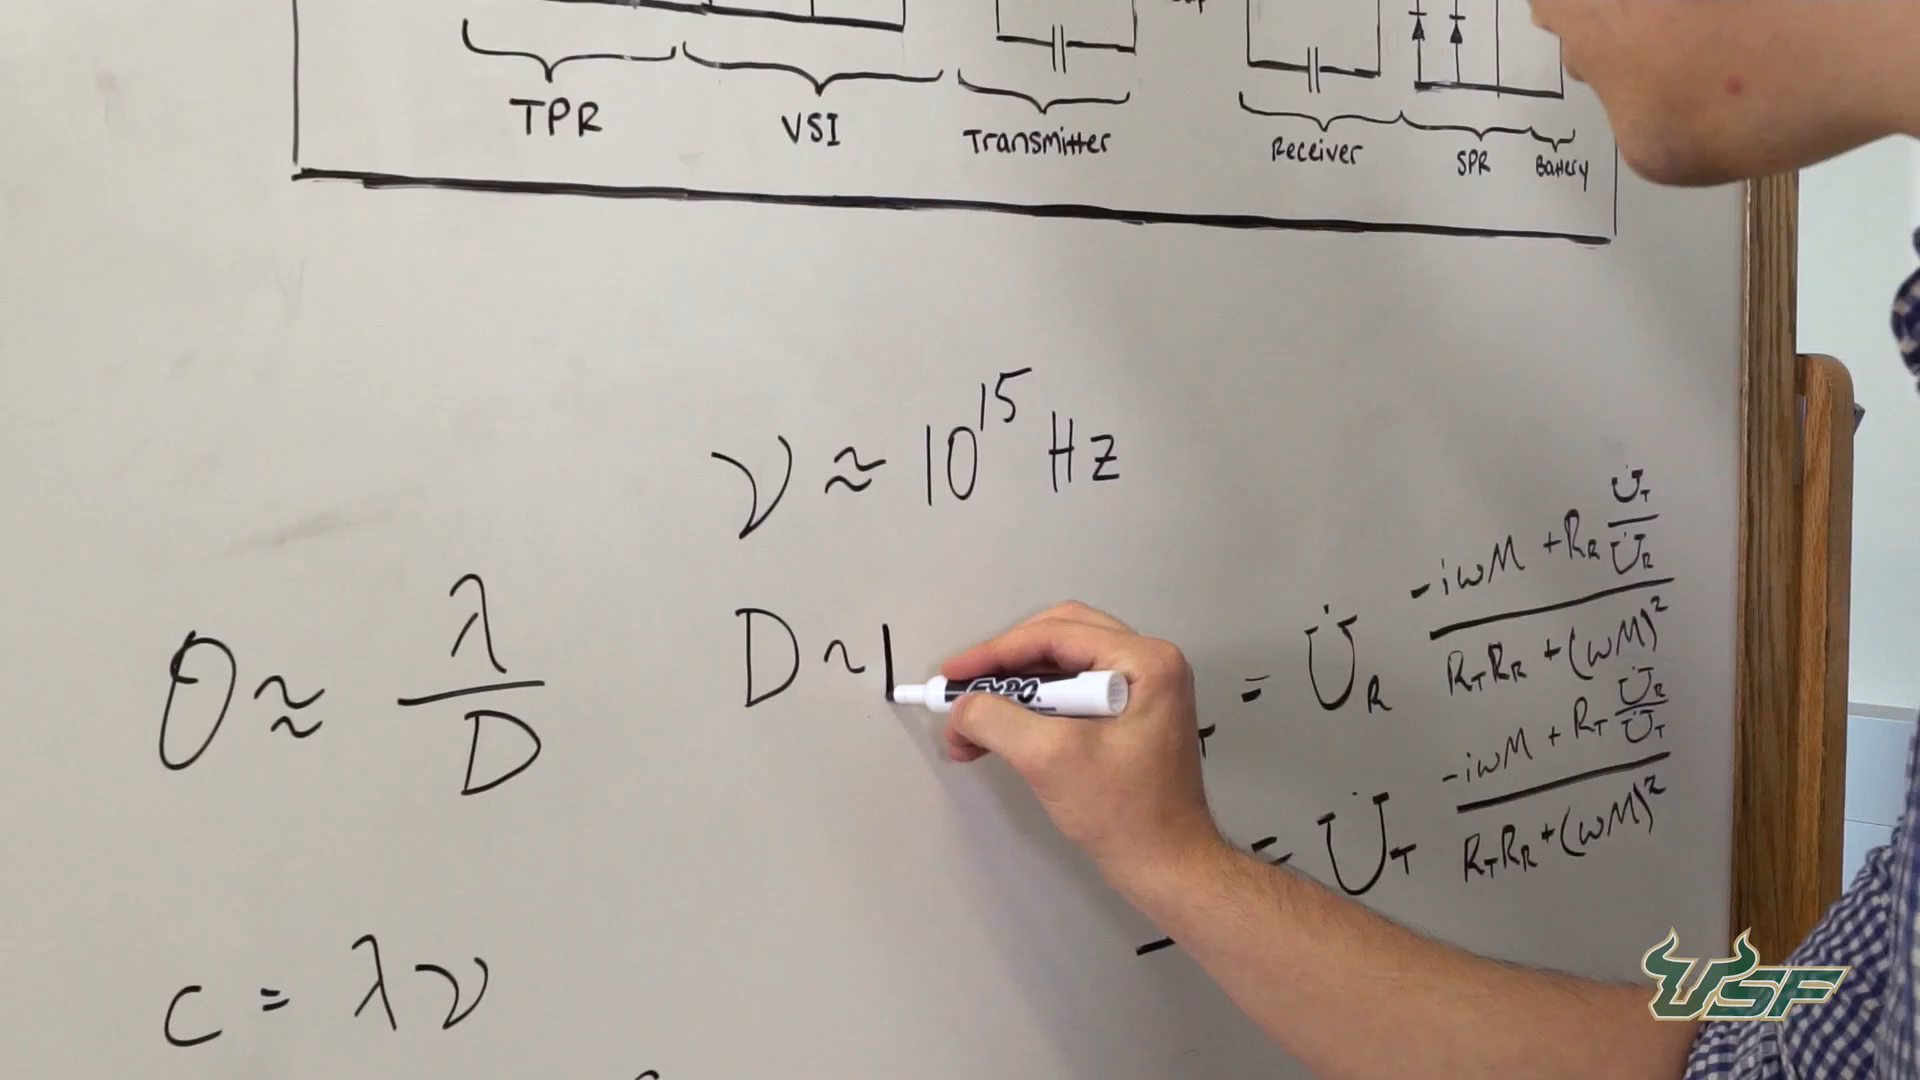 TPR VSI Transmitter Receiver SPR Battery
ν ≈ 10^15 Hz
θ ≈ λ/D
D ~ 1
c = λν
= U̇_R (-iωM + R_R U̇_T/U̇_R)/(R_T R_R + (ωM)^2)
= U̇_T (-iωM + R_T U̇_R/U̇_T)/(R_T R_R + (ωM)^2)
EXPO
USF